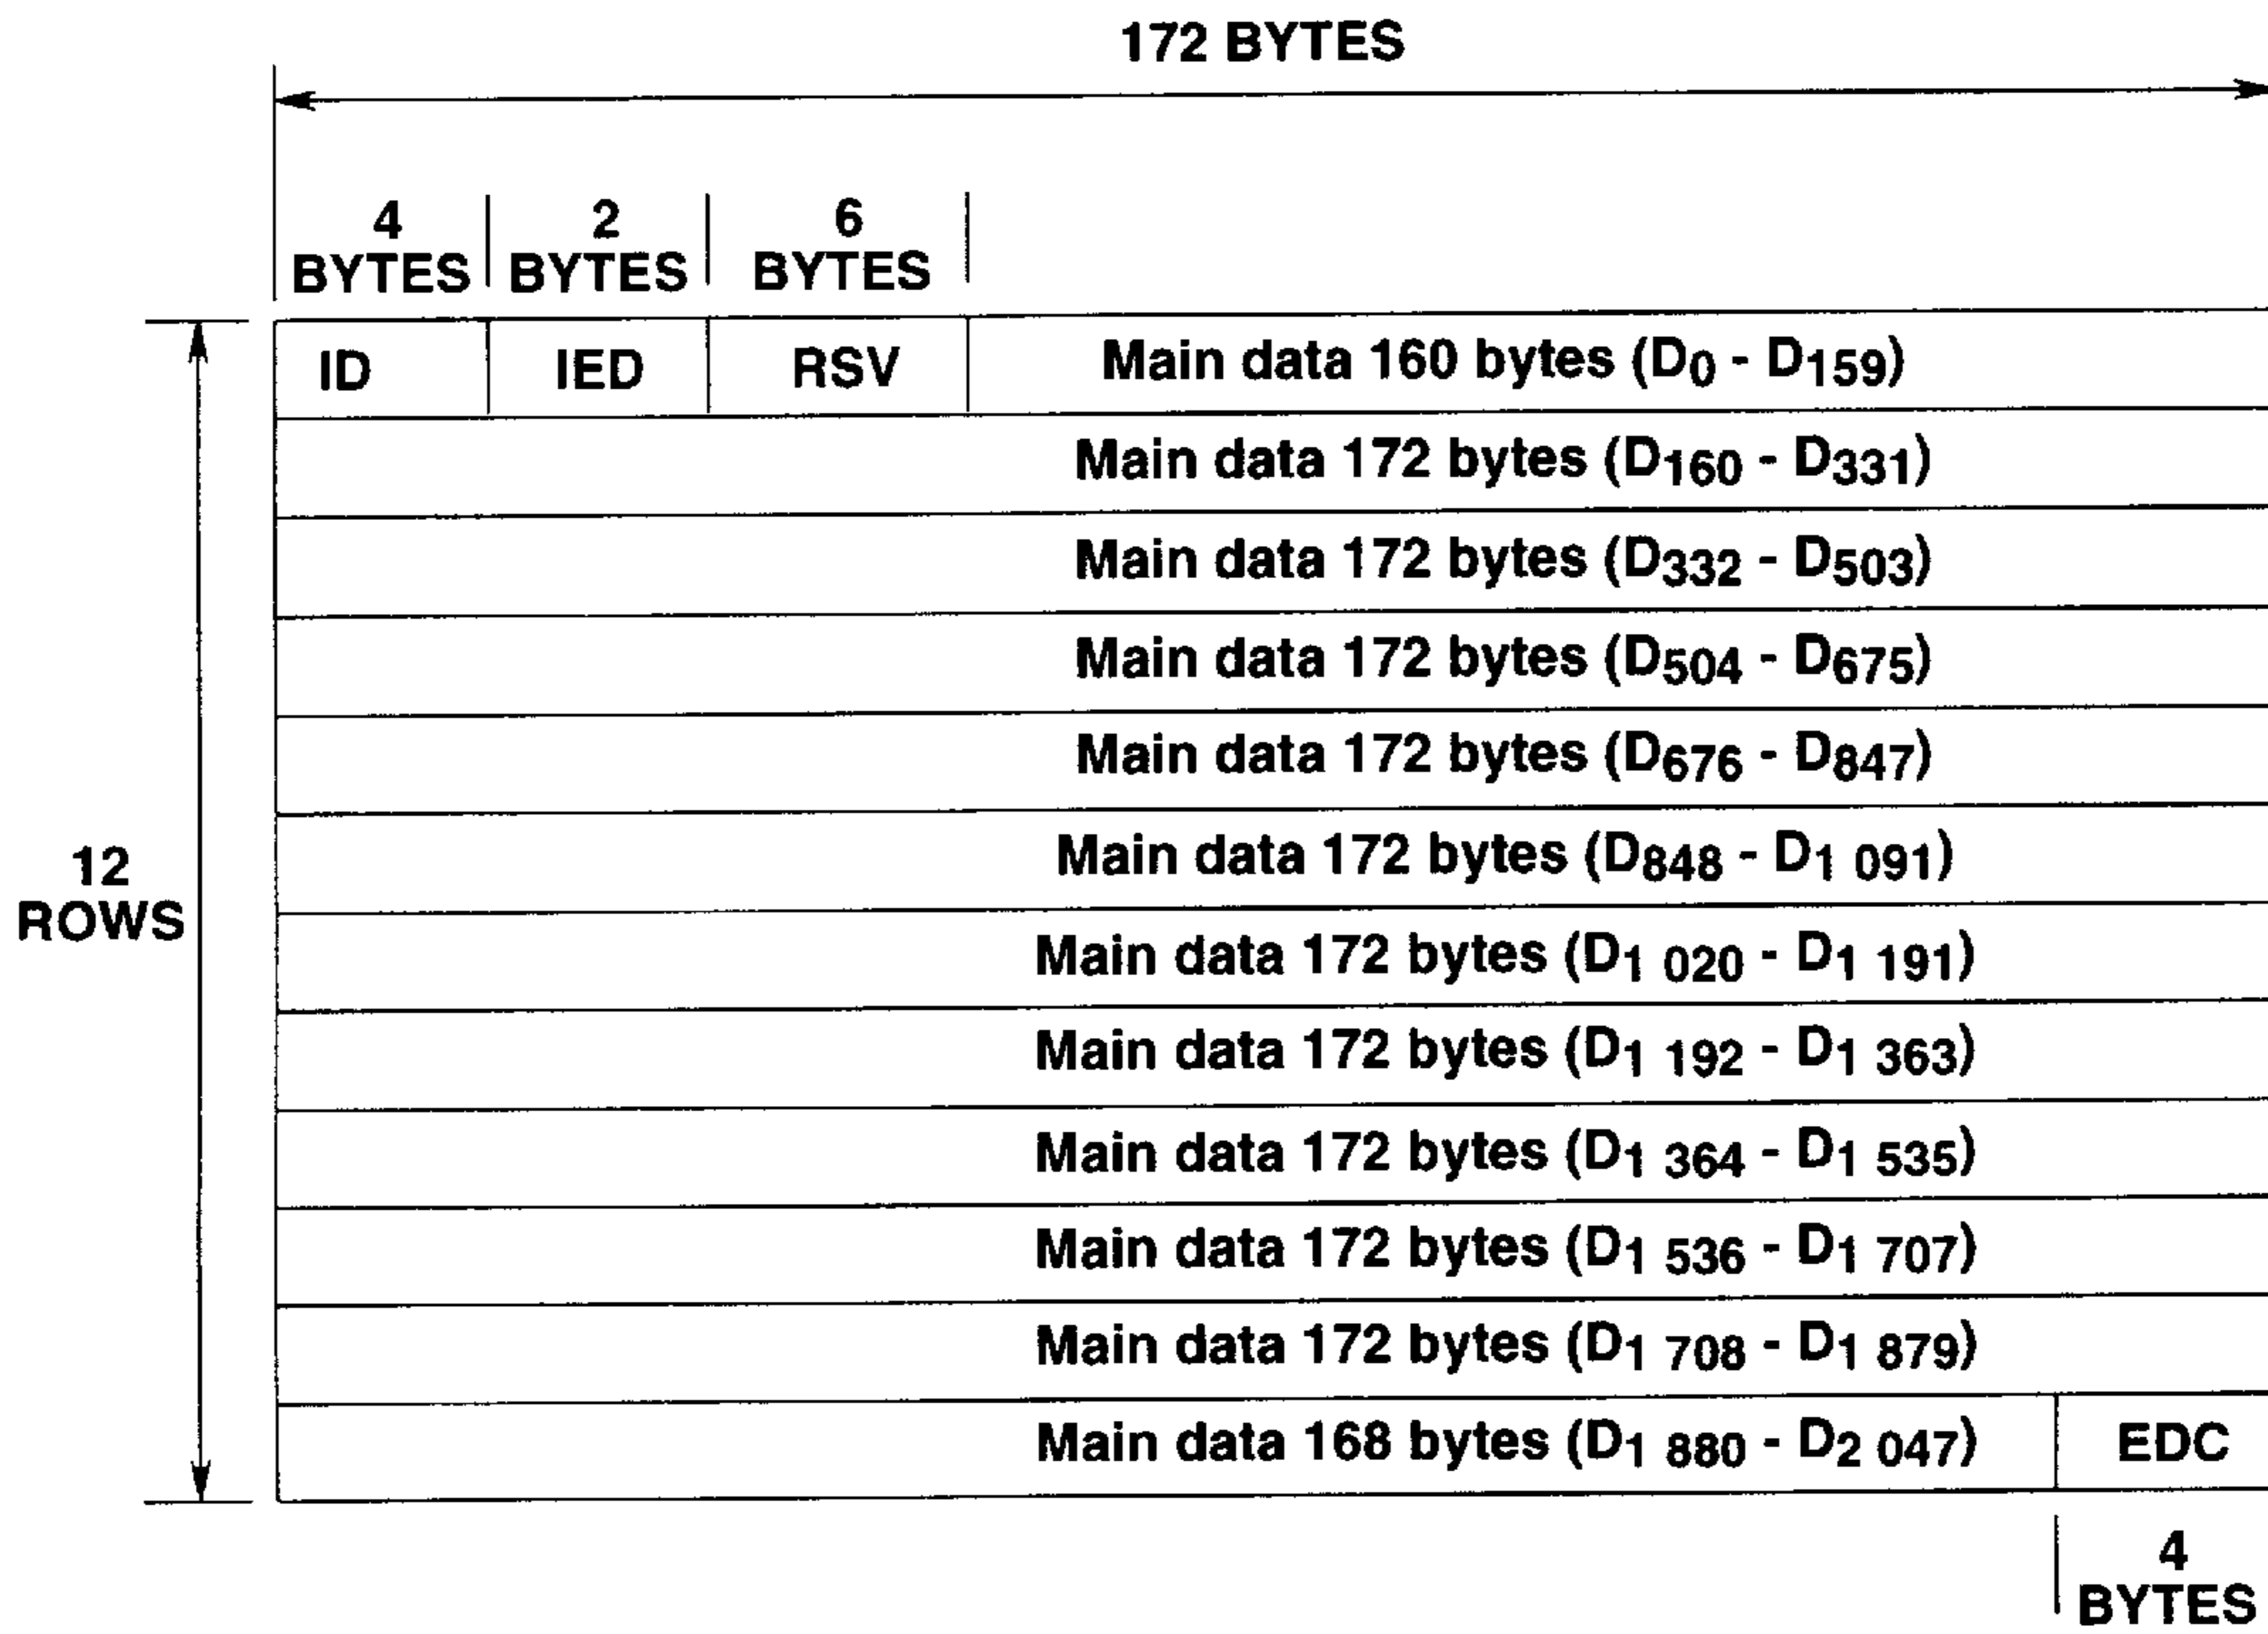 172 BYTES
4 BYTES 2 BYTES 6 BYTES
ID IED RSV Main data 160 bytes (D0 - D159)
Main data 172 bytes (D160 - D331)
Main data 172 bytes (D332 - D503)
Main data 172 bytes (D504 - D675)
Main data 172 bytes (D676 - D847)
Main data 172 bytes (D848 - D1 091)
12
ROWS
Main data 172 bytes (D1 020 - D1 191)
Main data 172 bytes (D1 192 - D1 363)
Main data 172 bytes (D1 364 - D1 535)
Main data 172 bytes (D1 536 - D1 707)
Main data 172 bytes (D1 708 - D1 879)
Main data 168 bytes (D1 880 - D2 047) EDC
4
BYTES